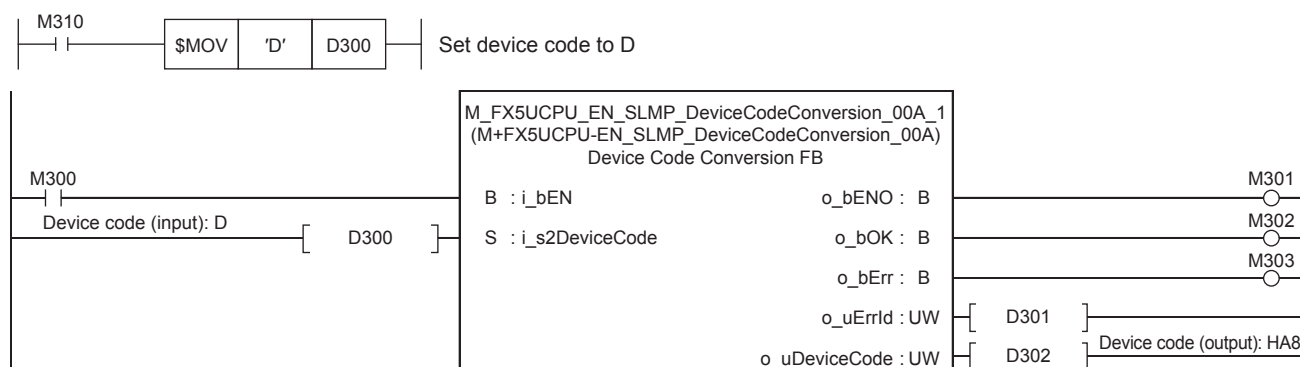 M310
$MOV 'D' D300 Set device code to D
M_FX5UCPU_EN_SLMP_DeviceCodeConversion_00A_1
(M+FX5UCPU-EN_SLMP_DeviceCodeConversion_00A)
Device Code Conversion FB
M300 M301
B : i_bEN o_bENO : B
Device code (input): D M302
D300 S : i_s2DeviceCode o_bOK : B
M303
o_bErr : B
o_uErrId : UW D301
Device code (output): HA8
o_uDeviceCode : UW D302